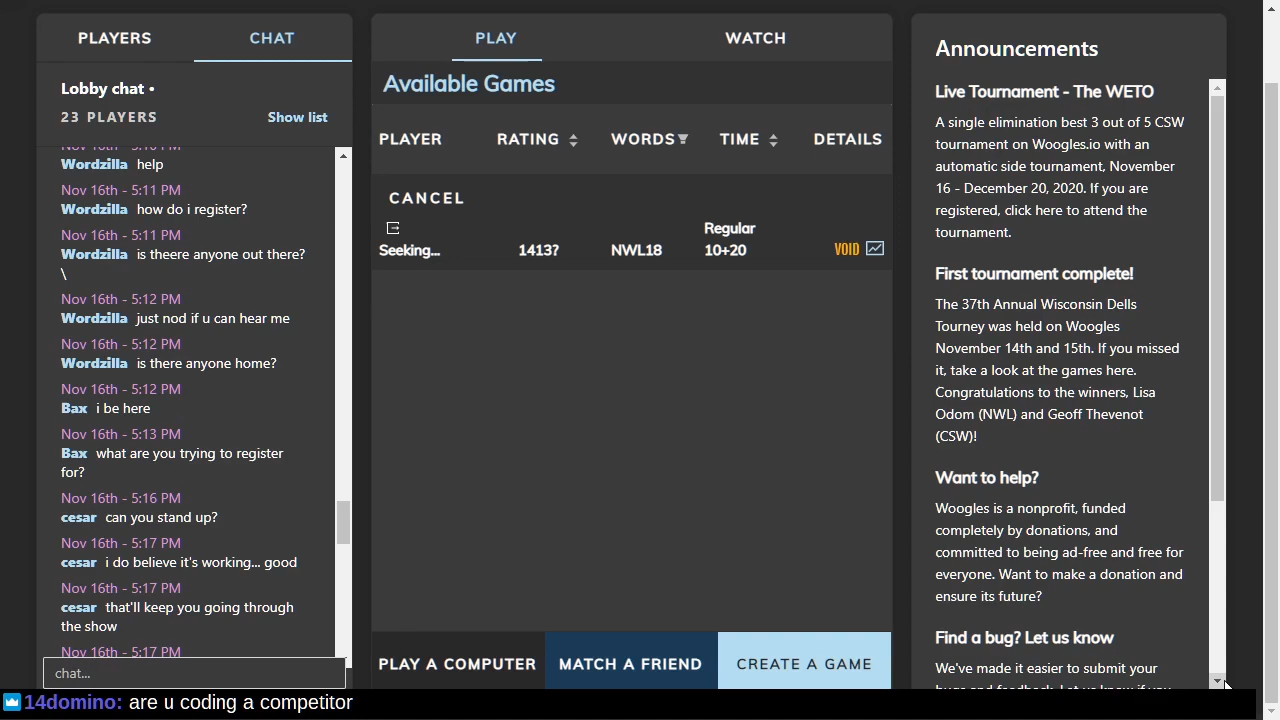 PLAYERS
CHAT
Lobby chat •
23 PLAYERS
Show list
Wordzilla help
Nov 16th - 5:11 PM
Wordzilla how do i register?
Nov 16th - 5:11 PM
Wordzilla is theere anyone out there?
\
Nov 16th - 5:12 PM
Wordzilla just nod if u can hear me
Nov 16th - 5:12 PM
Wordzilla is there anyone home?
Nov 16th - 5:12 PM
Bax i be here
Nov 16th - 5:13 PM
Bax what are you trying to register
for?
Nov 16th - 5:16 PM
cesar can you stand up?
Nov 16th - 5:17 PM
cesar i do believe it's working... good
Nov 16th - 5:17 PM
cesar that'll keep you going through
the show
Nov 16th - 5:17 PM
chat...
PLAY
WATCH
Available Games
PLAYER RATING WORDS TIME DETAILS
CANCEL
Regular
Seeking... 1413? NWL18 10+20 VOID
PLAY A COMPUTER
MATCH A FRIEND
CREATE A GAME
Announcements
Live Tournament - The WETO
A single elimination best 3 out of 5 CSW
tournament on Woogles.io with an
automatic side tournament, November
16 - December 20, 2020. If you are
registered, click here to attend the
tournament.
First tournament complete!
The 37th Annual Wisconsin Dells
Tourney was held on Woogles
November 14th and 15th. If you missed
it, take a look at the games here.
Congratulations to the winners, Lisa
Odom (NWL) and Geoff Thevenot
(CSW)!
Want to help?
Woogles is a nonprofit, funded
completely by donations, and
committed to being ad-free and free for
everyone. Want to make a donation and
ensure its future?
Find a bug? Let us know
We've made it easier to submit your
14domino: are u coding a competitor